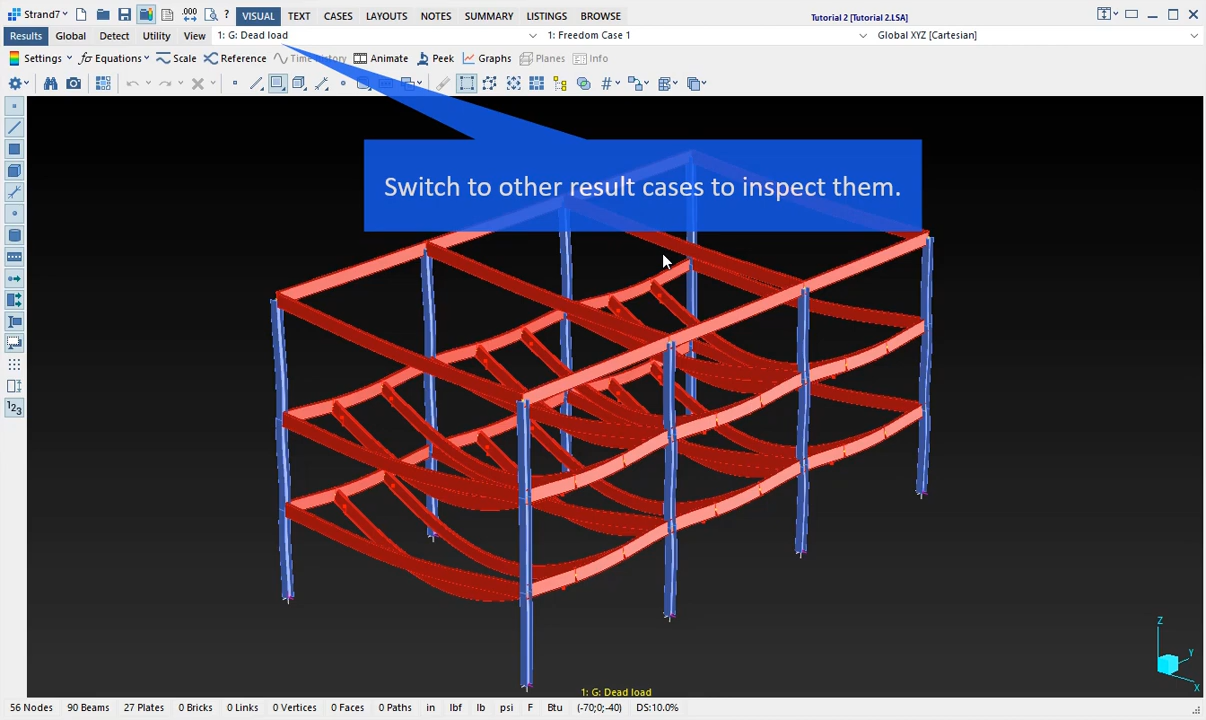 Strand7
.000
?
VISUAL
TEXT
CASES
LAYOUTS
NOTES
SUMMARY
LISTINGS
BROWSE
Tutorial 2 [Tutorial 2.LSA]
Results
Global
Detect
Utility
View
1: G: Dead load
1: Freedom Case 1
Global XYZ [Cartesian]
Settings
Equations
Scale
Reference
Time History
Animate
Peek
Graphs
Planes
Info
Switch to other result cases to inspect them.
Z
Y
X
1: G: Dead load
56 Nodes
90 Beams
27 Plates
0 Bricks
0 Links
0 Vertices
0 Faces
0 Paths
in
lbf
lb
psi
F
Btu
(-70;0;-40)
DS:10.0%